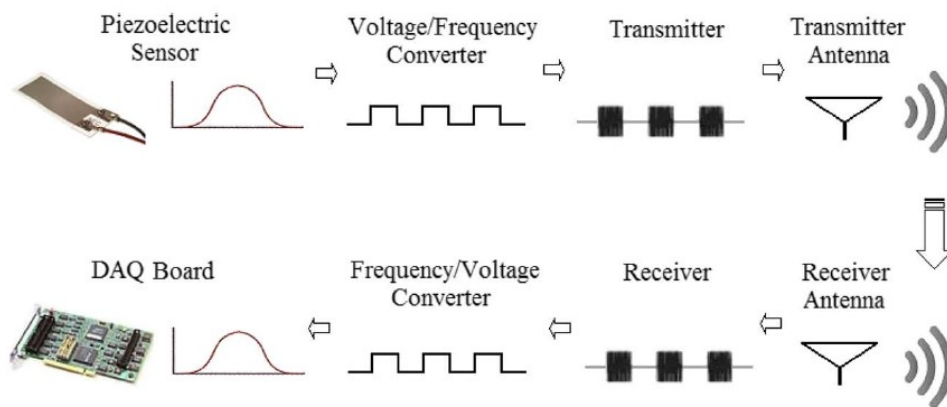 Piezoelectric
Sensor
Voltage/Frequency
Converter
Transmitter
Transmitter
Antenna
DAQ Board
Frequency/Voltage
Converter
Receiver
Receiver
Antenna